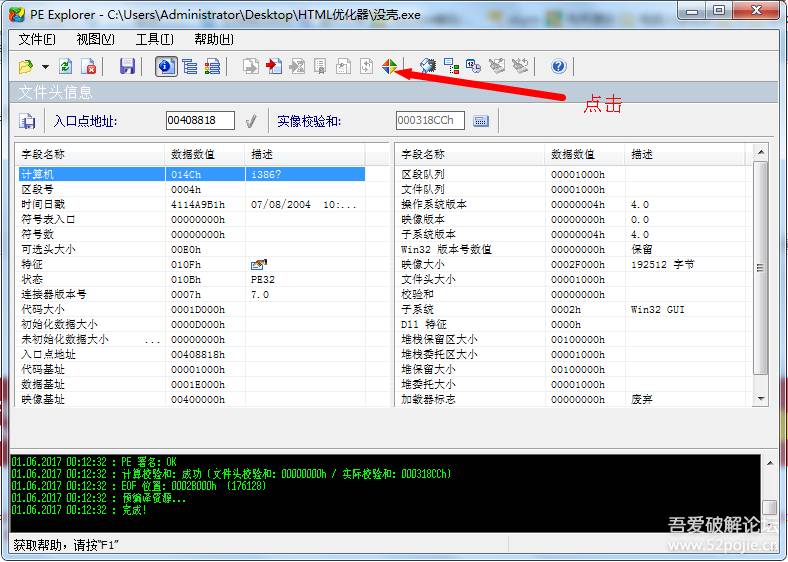 PE Explorer - C:\Users\Administrator\Desktop\HTML优化器\没壳.exe
文件(F) 视图(V) 工具(I) 帮助(H)
点击
文件头信息
入口点地址: 00408818 实像校验和: 000318CCh
字段名称 数据数值 描述
计算机 014Ch i386?
区段号 0004h
时间日戳 4114A9B1h 07/08/2004 10:...
符号表入口 00000000h
符号数 00000000h
可选头大小 00E0h
特征 010Fh
状态 010Bh PE32
连接器版本号 0007h 7.0
代码大小 0001D000h
初始化数据大小 0000D000h
未初始化数据大小 ... 00000000h
入口点地址 00408818h
代码基址 00001000h
数据基址 0001E000h
映像基址 00400000h
字段名称 数据数值 描述
区段队列 00001000h
文件队列 00001000h
操作系统版本 00000004h 4.0
映像版本 00000000h 0.0
子系统版本 00000004h 4.0
Win32 版本号数值 00000000h 保留
映像大小 0002F000h 192512 字节
文件头大小 00001000h
校验和 00000000h
子系统 0002h Win32 GUI
Dll 特征 0000h
堆栈保留区大小 00100000h
堆栈委托区大小 00001000h
堆保留大小 00100000h
堆委托大小 00001000h
加载器标志 00000000h 废弃
01.06.2017 00:12:32 : PE 署名: OK
01.06.2017 00:12:32 : 计算校验和: 成功 (文件头校验和: 00000000h / 实际校验和: 000318CCh)
01.06.2017 00:12:32 : EOF 位置: 0002B000h (176128)
01.06.2017 00:12:32 : 预编译资源...
01.06.2017 00:12:32 : 完成!
吾爱破解论坛
www.52pojie.cn
获取帮助，请按"F1"